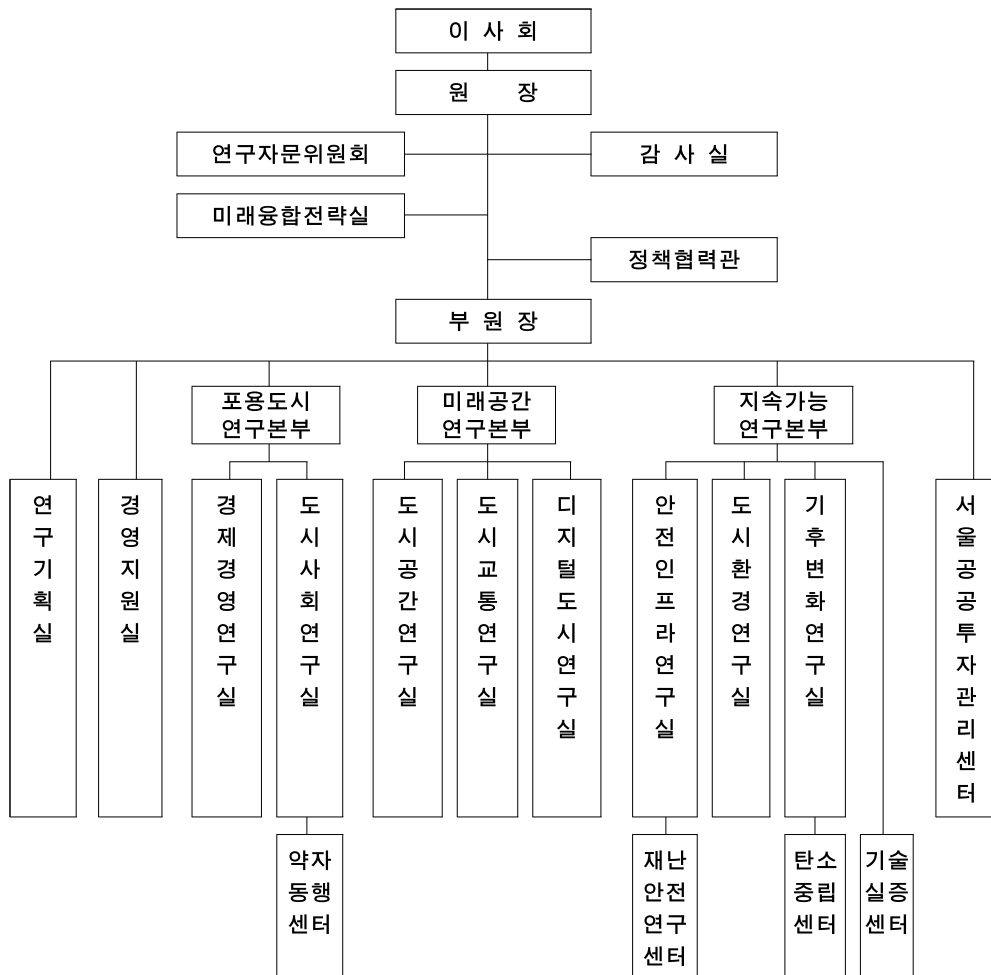 이 사 회
원 장
연구자문위원회
감 사 실
미래융합전략실
정책협력관
부 원 장
포용도시
연구본부
미래공간
연구본부
지속가능
연구본부
연구기획실
경영지원실
경제경영연구실
도시사회연구실
도시공간연구실
도시교통연구실
디지털도시연구실
안전인프라연구실
도시환경연구실
기후변화연구실
서울공공투자관리센터
약자
동행
센터
재난
안전
연구
센터
탄소
중립
센터
기술
실증
센터